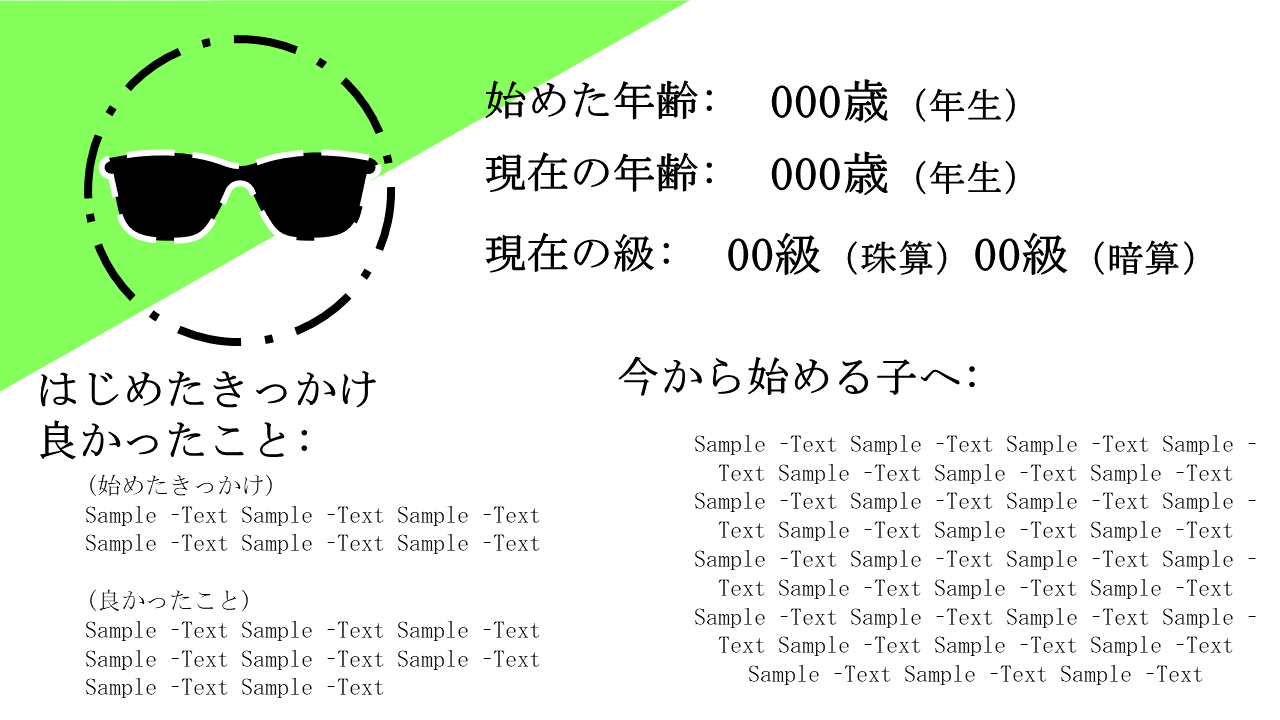 始めた年齢: 000歳（年生）
現在の年齢: 000歳（年生）
現在の級: 00級（珠算）00級（暗算）
はじめたきっかけ
良かったこと:
(始めたきっかけ)
Sample -Text Sample -Text Sample -Text
Sample -Text Sample -Text Sample -Text
(良かったこと)
Sample -Text Sample -Text Sample -Text
Sample -Text Sample -Text Sample -Text
Sample -Text Sample -Text
今から始める子へ:
Sample -Text Sample -Text Sample -Text Sample -
Text Sample -Text Sample -Text Sample -Text
Sample -Text Sample -Text Sample -Text Sample -
Text Sample -Text Sample -Text Sample -Text
Sample -Text Sample -Text Sample -Text Sample -
Text Sample -Text Sample -Text Sample -Text
Sample -Text Sample -Text Sample -Text Sample -
Text Sample -Text Sample -Text Sample -Text
Sample -Text Sample -Text Sample -Text